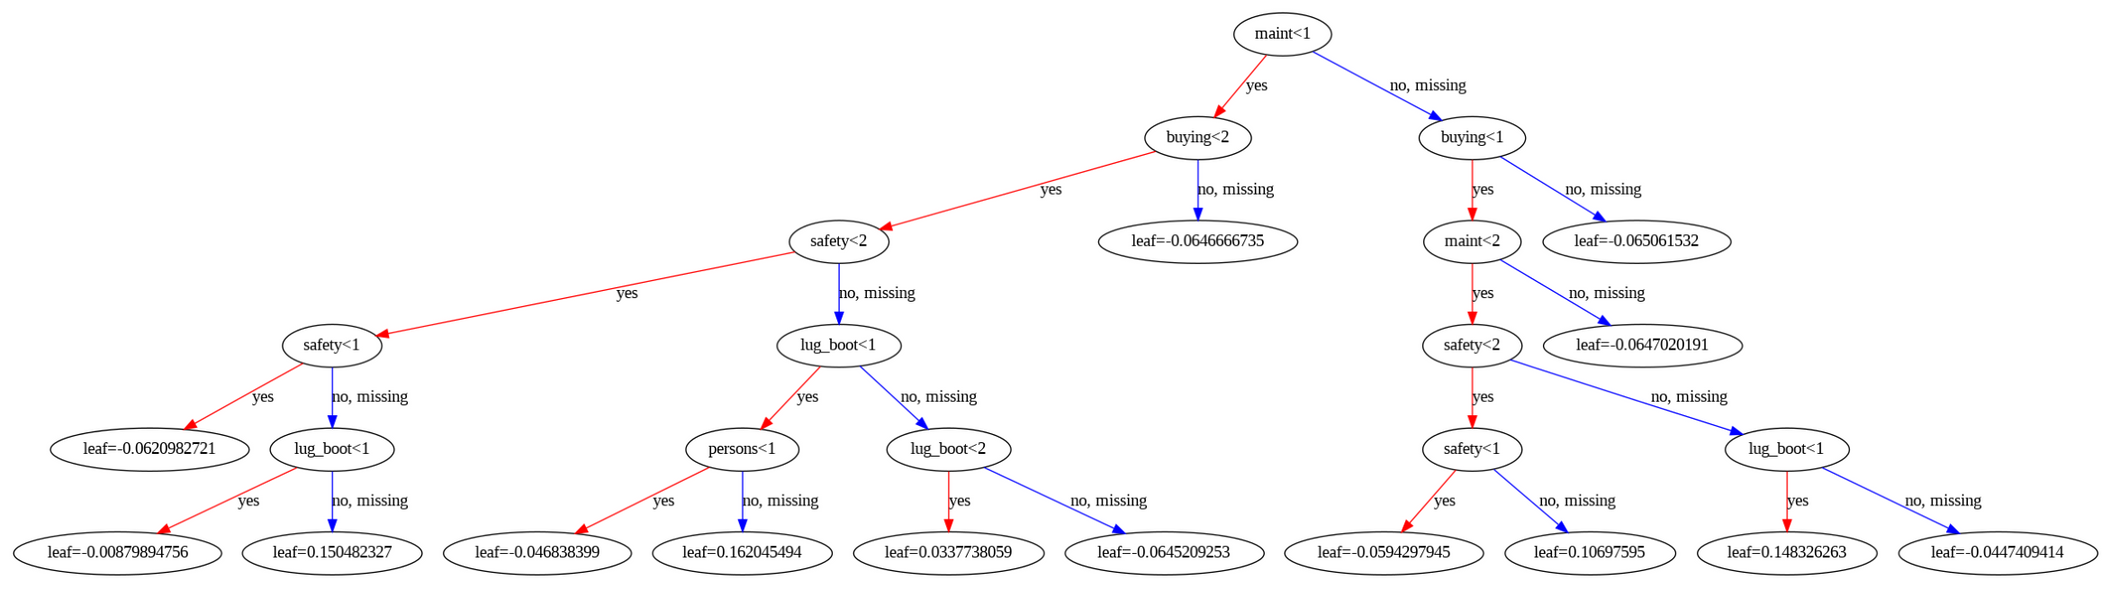 maint<1
yes
no, missing
buying<2
buying<1
yes
no, missing
yes
no, missing
safety<2
leaf=-0.0646666735
maint<2
leaf=-0.065061532
yes
no, missing
yes
no, missing
safety<1
lug_boot<1
safety<2
leaf=-0.0647020191
yes
no, missing
yes
no, missing
yes
no, missing
leaf=-0.0620982721
lug_boot<1
persons<1
lug_boot<2
safety<1
lug_boot<1
yes
no, missing
yes
no, missing
yes
no, missing
yes
no, missing
yes
no, missing
leaf=-0.00879894756
leaf=0.150482327
leaf=-0.046838399
leaf=0.162045494
leaf=0.0337738059
leaf=-0.0645209253
leaf=-0.0594297945
leaf=0.10697595
leaf=0.148326263
leaf=-0.0447409414